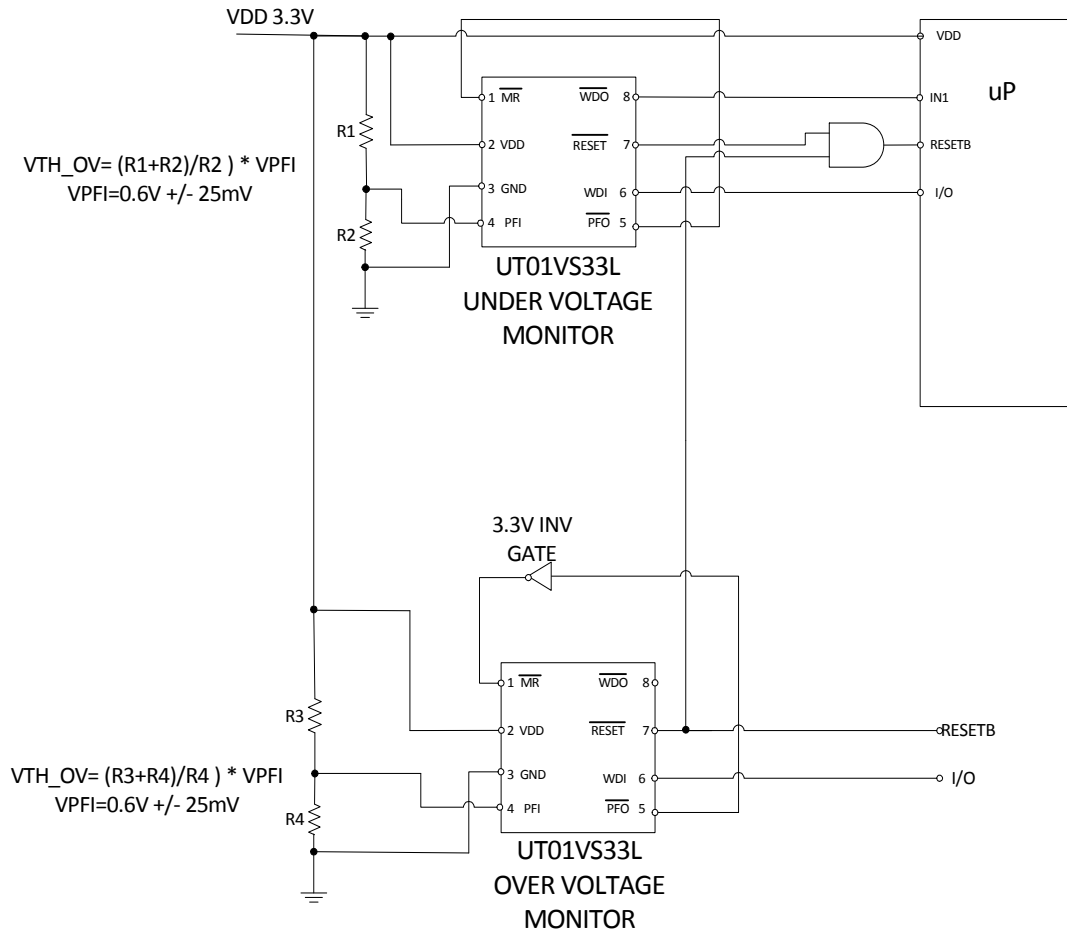 VDD 3.3V
VDD
uP
1 MR
WDO 8
IN1
R1
2 VDD
RESET 7
RESETB
VTH_OV= (R1+R2)/R2 ) * VPFI
VPFI=0.6V +/- 25mV
3 GND
WDI 6
I/O
R2
4 PFI
PFO 5
UT01VS33L
UNDER VOLTAGE
MONITOR
3.3V INV
GATE
1 MR
WDO 8
R3
2 VDD
RESET 7
RESETB
VTH_OV= (R3+R4)/R4 ) * VPFI
VPFI=0.6V +/- 25mV
3 GND
WDI 6
I/O
R4
4 PFI
PFO 5
UT01VS33L
OVER VOLTAGE
MONITOR